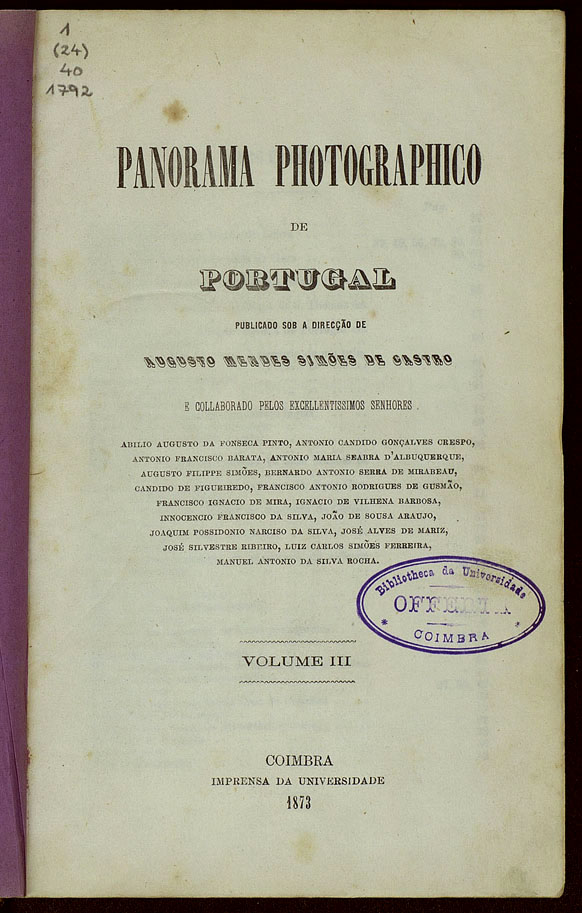 1
(24)
40
1792
PANORAMA PHOTOGRAPHICO
DE
PORTUGAL
PUBLICADO SOB A DIRECÇÃO DE
AUGUSTO MENDES SIMÕES DE CASTRO
E COLLABORADO PELOS EXCELLENTISSIMOS SENHORES .
ABILIO AUGUSTO DA FONSECA PINTO, ANTONIO CANDIDO GONÇALVES CRESPO,
ANTONIO FRANCISCO BARATA, ANTONIO MARIA SEABRA D'ALBUQUERQUE,
AUGUSTO FILIPPE SIMÕES, BERNARDO ANTONIO SERRA DE MIRABEAU,
CANDIDO DE FIGUEIREDO, FRANCISCO ANTONIO RODRIGUES DE GUSMÃO,
FRANCISCO IGNACIO DE MIRA, IGNACIO DE VILHENA BARBOSA,
INNOCENCIO FRANCISCO DA SILVA, JOÃO DE SOUSA ARAUJO,
JOAQUIM POSSIDONIO NARCISO DA SILVA, JOSÉ ALVES DE MARIZ,
JOSÉ SILVESTRE RIBEIRO, LUIZ CARLOS SIMÕES FERREIRA,
MANUEL ANTONIO DA SILVA ROCHA.
Bibliotheca da Universidade
OFFERTA
* COIMBRA *
VOLUME III
COIMBRA
IMPRENSA DA UNIVERSIDADE
1873